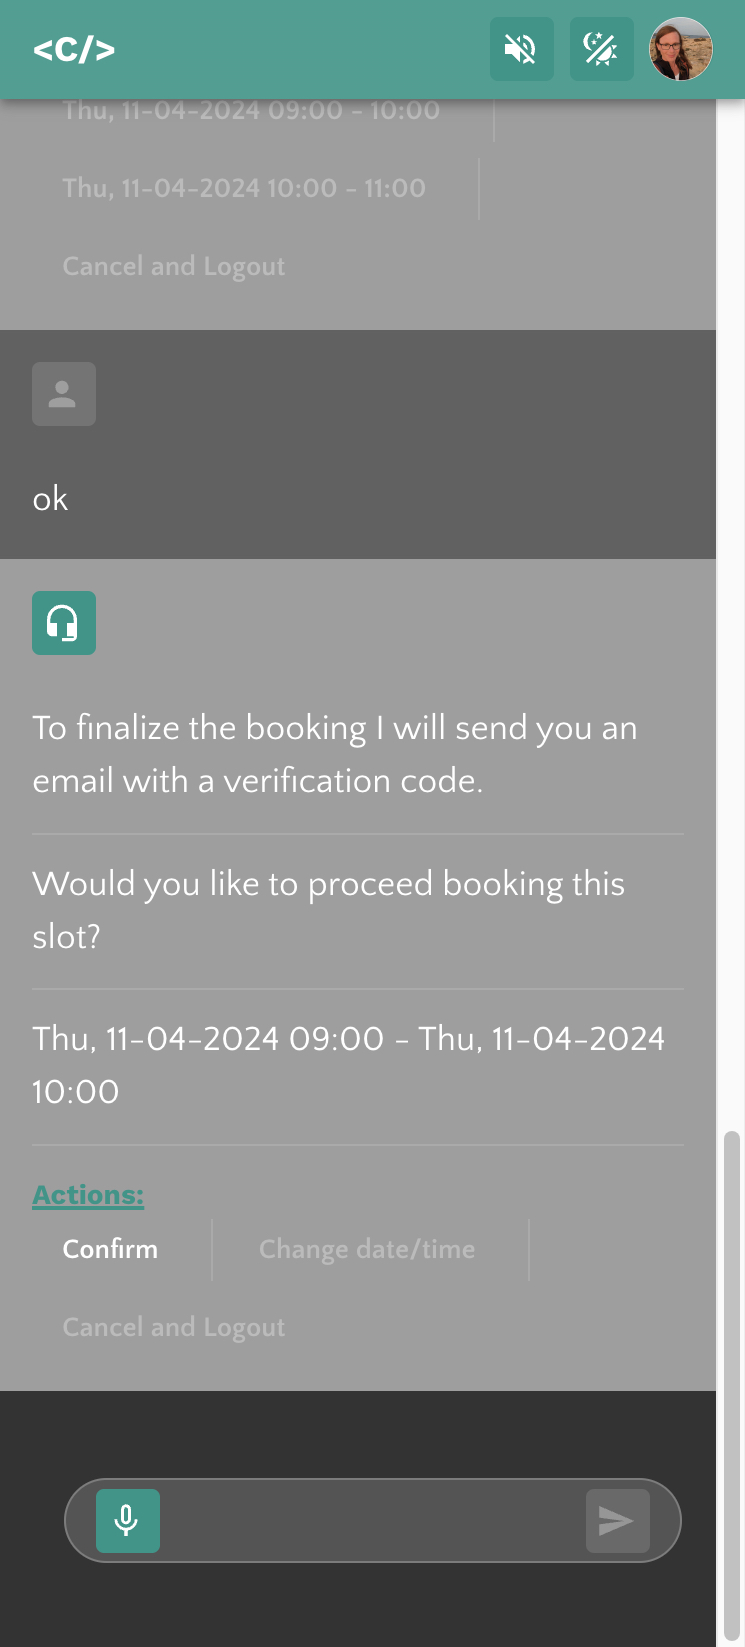 <C/>
Thu, 11-04-2024 09:00 - 10:00
Thu, 11-04-2024 10:00 - 11:00
Cancel and Logout
ok
To finalize the booking I will send you an
email with a verification code.
Would you like to proceed booking this
slot?
Thu, 11-04-2024 09:00 - Thu, 11-04-2024
10:00
Actions:
Confirm
Change date/time
Cancel and Logout